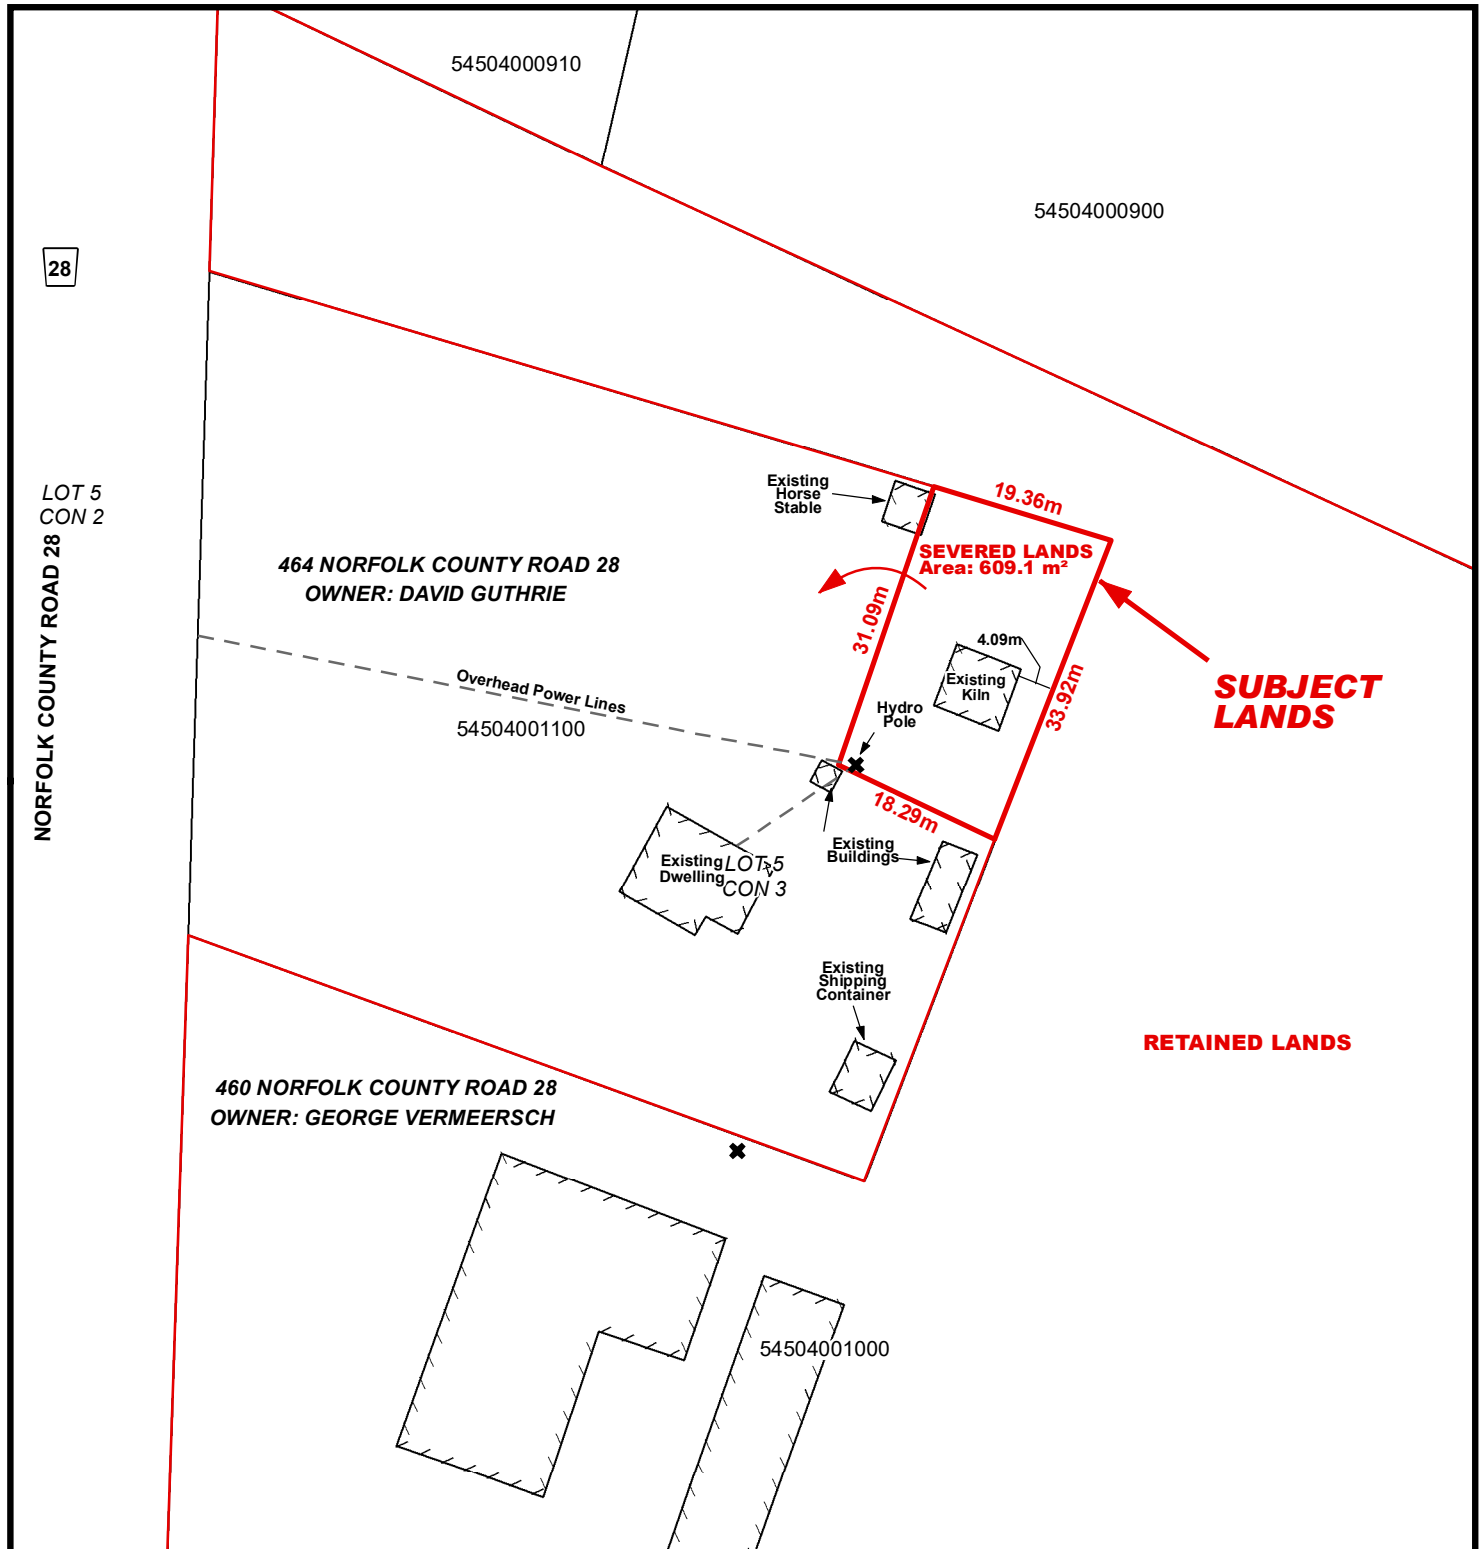 54504000910
54504000900
28
LOT 5
CON 2
NORFOLK COUNTY ROAD 28
464 NORFOLK COUNTY ROAD 28
OWNER: DAVID GUTHRIE
Existing
Horse
Stable
19.36m
SEVERED LANDS
Area: 609.1 m²
31.09m
4.09m
Existing
Kiln
33.92m
SUBJECT
LANDS
Overhead Power Lines
54504001100
Hydro
Pole
18.29m
Existing
Buildings
Existing
Dwelling
LOT 5
CON 3
Existing
Shipping
Container
RETAINED LANDS
460 NORFOLK COUNTY ROAD 28
OWNER: GEORGE VERMEERSCH
54504001000